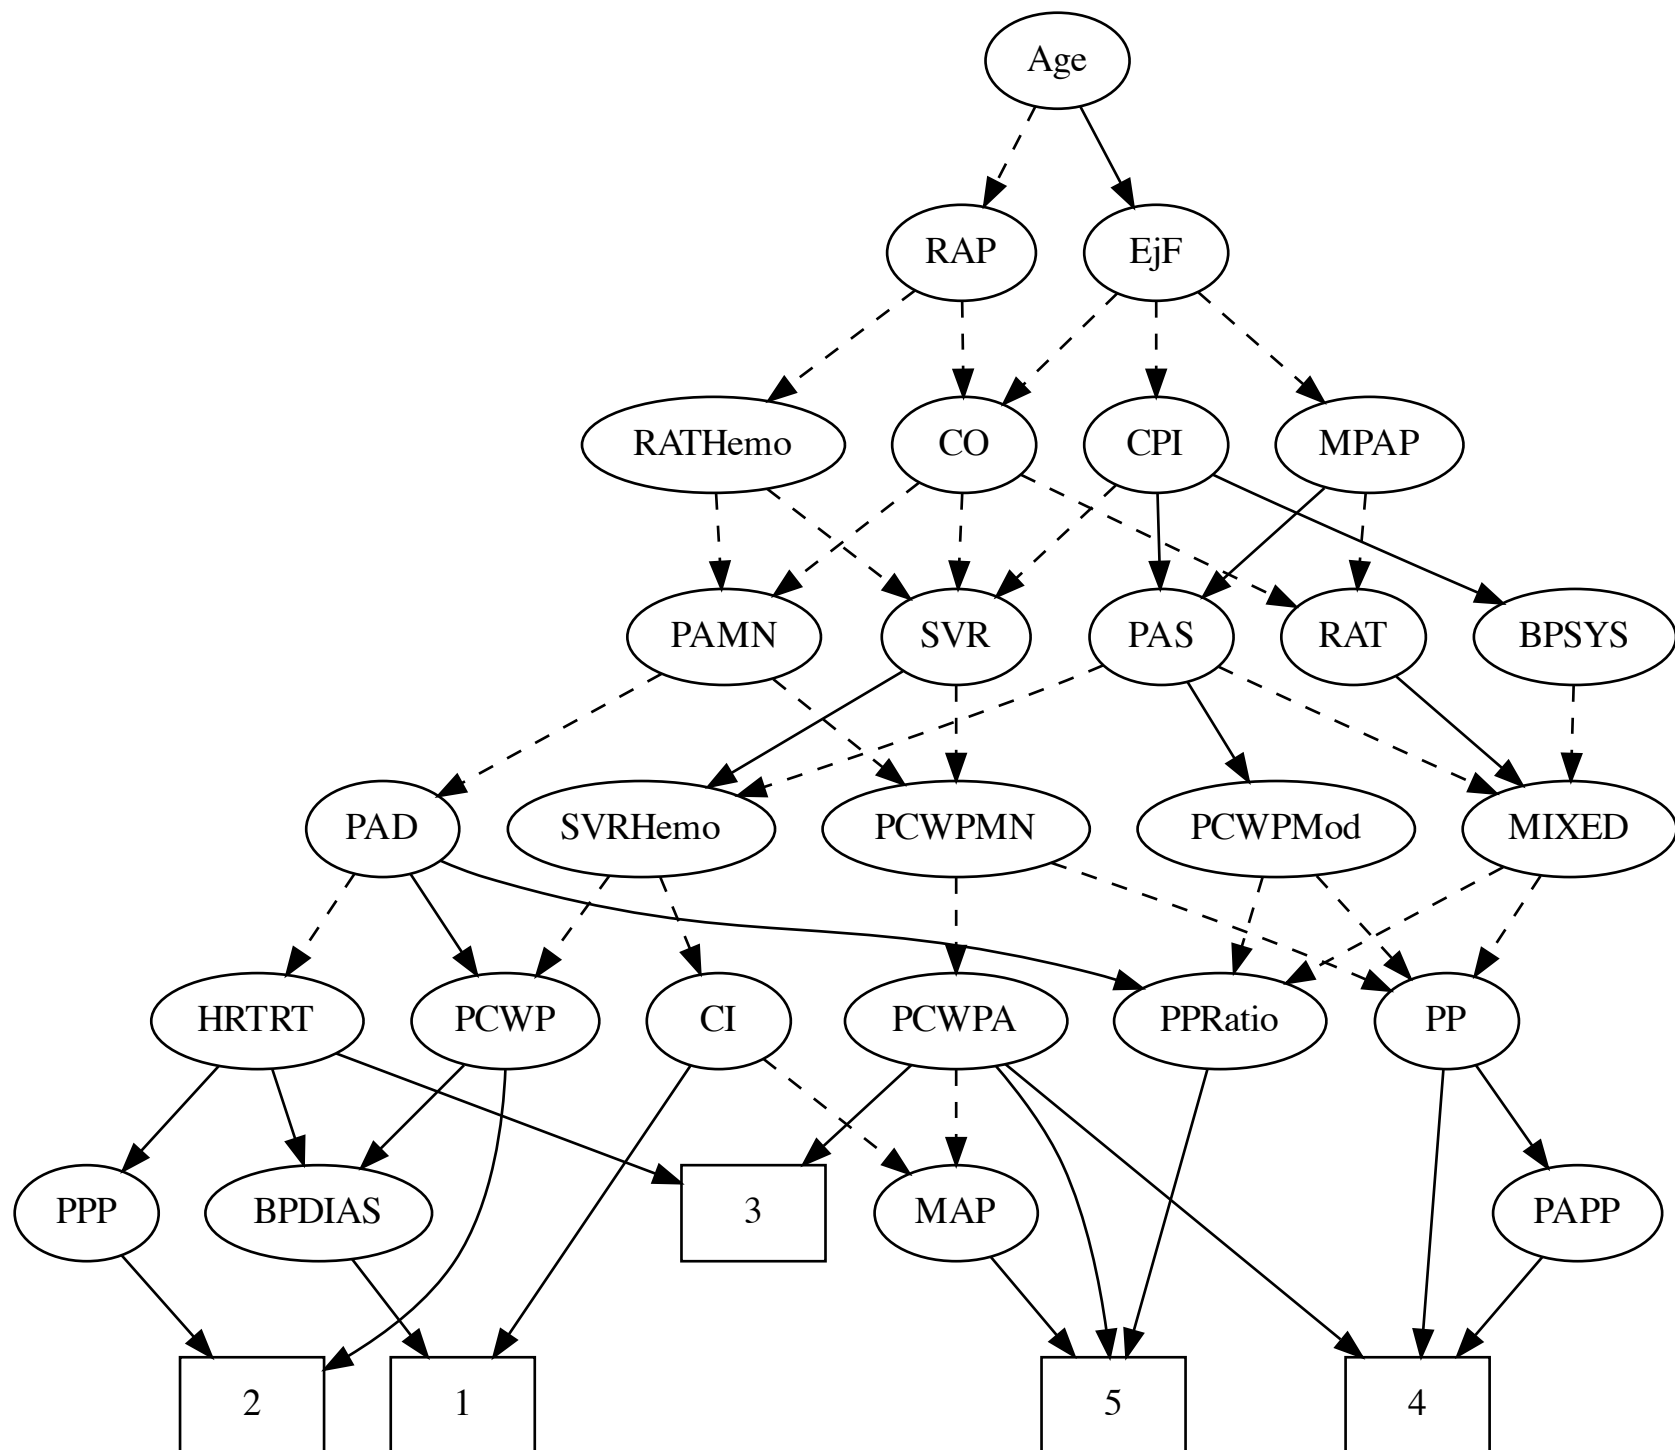 Age
RAP
EjF
RATHemo
CO
CPI
MPAP
PAMN
SVR
PAS
RAT
BPSYS
PAD
SVRHemo
PCWPMN
PCWPMod
MIXED
HRTRT
PCWP
CI
PCWPA
PPRatio
PP
PPP
BPDIAS
3
MAP
PAPP
2
1
5
4